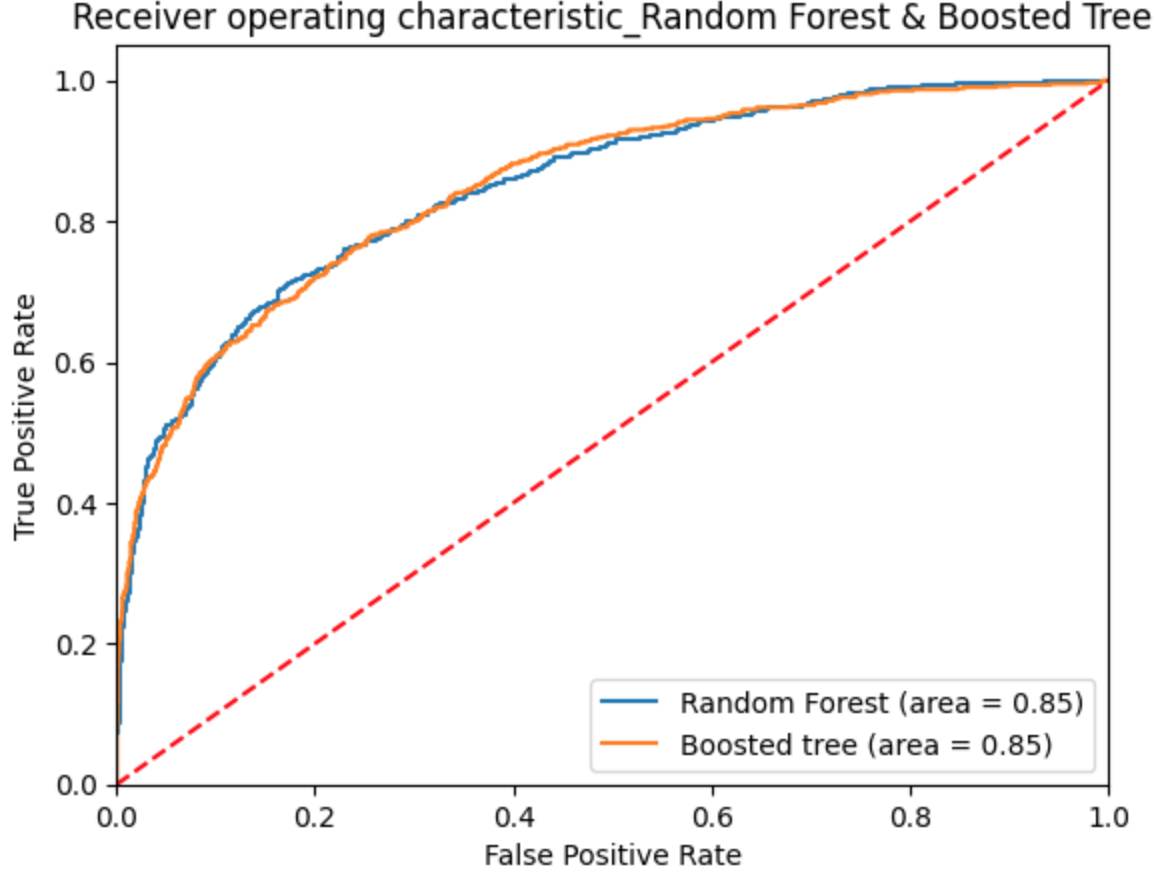 Receiver operating characteristic_Random Forest & Boosted Tree
1.0
0.8
0.6
0.4
0.2
0.0
True Positive Rate
Random Forest (area = 0.85)
Boosted tree (area = 0.85)
0.0 0.2 0.4 0.6 0.8 1.0
False Positive Rate